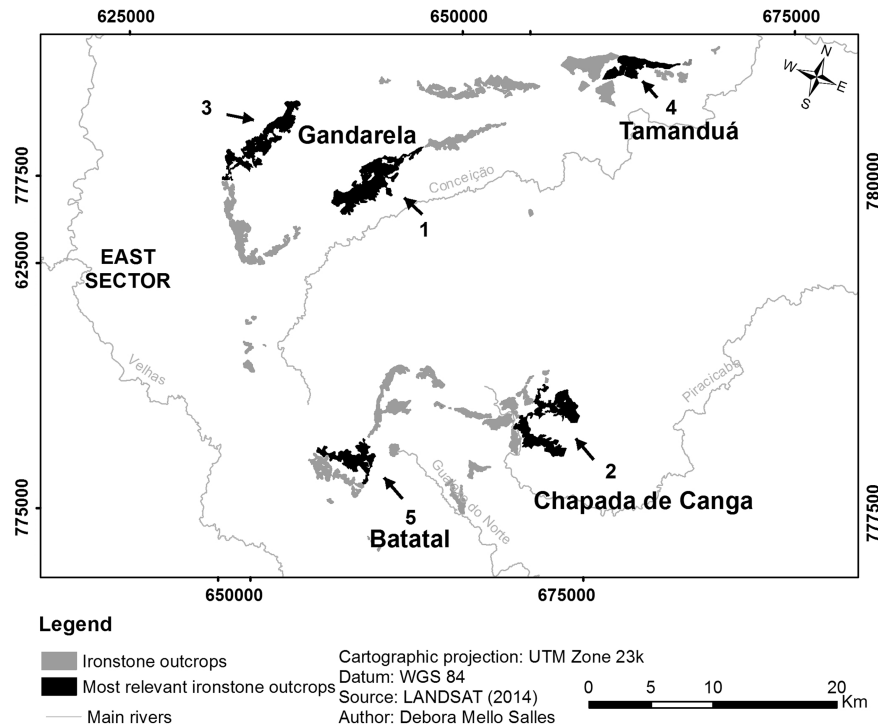 625000 650000 675000
N
W
E
S
3
4
Gandarela
Tamanduá
777500
780000
Conceição
1
EAST
SECTOR
625000
Velhas
Piracicaba
2
Chapada de Canga
Gualaxo do Norte
5
Batatal
775000
777500
650000 675000
Legend
Ironstone outcrops
Most relevant ironstone outcrops
Main rivers
Cartographic projection: UTM Zone 23k
Datum: WGS 84
Source: LANDSAT (2014)
Author: Debora Mello Salles
0 5 10 20
Km